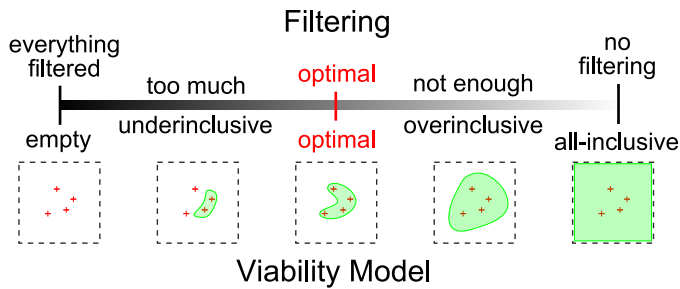 Filtering
everything
filtered
too much
optimal
not enough
no
filtering
empty
underinclusive
optimal
overinclusive
all-inclusive
Viability Model